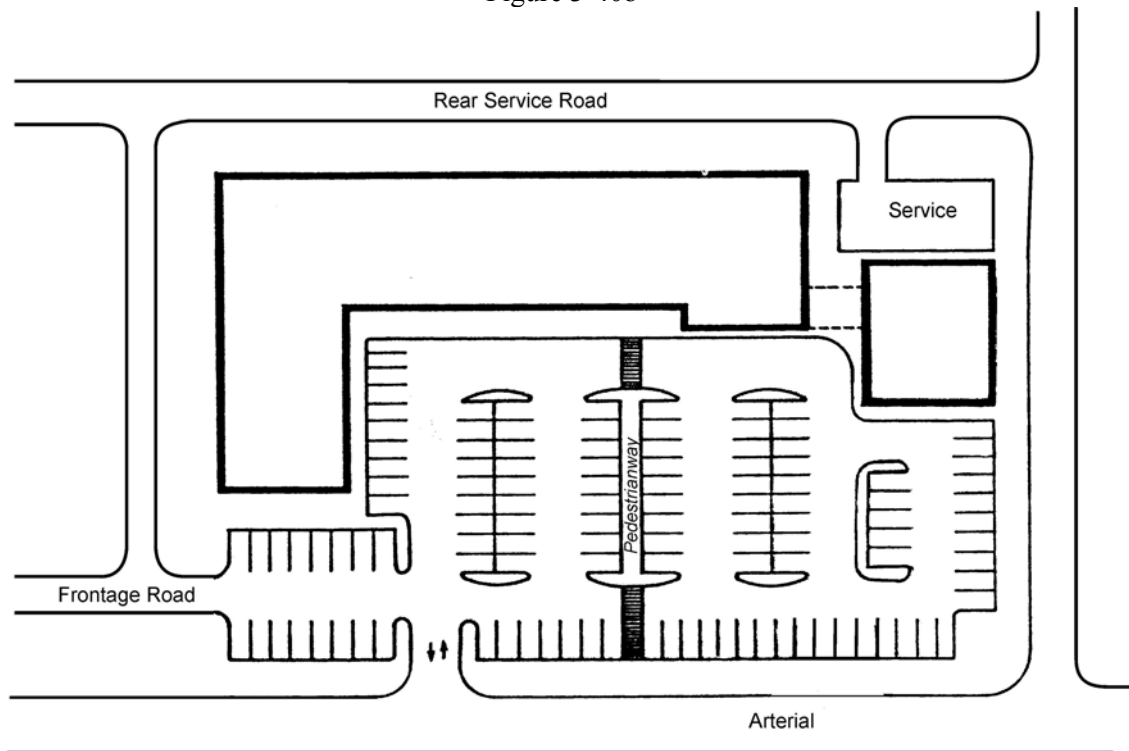 Rear Service Road
Service
Pedestrianway
Frontage Road
Arterial